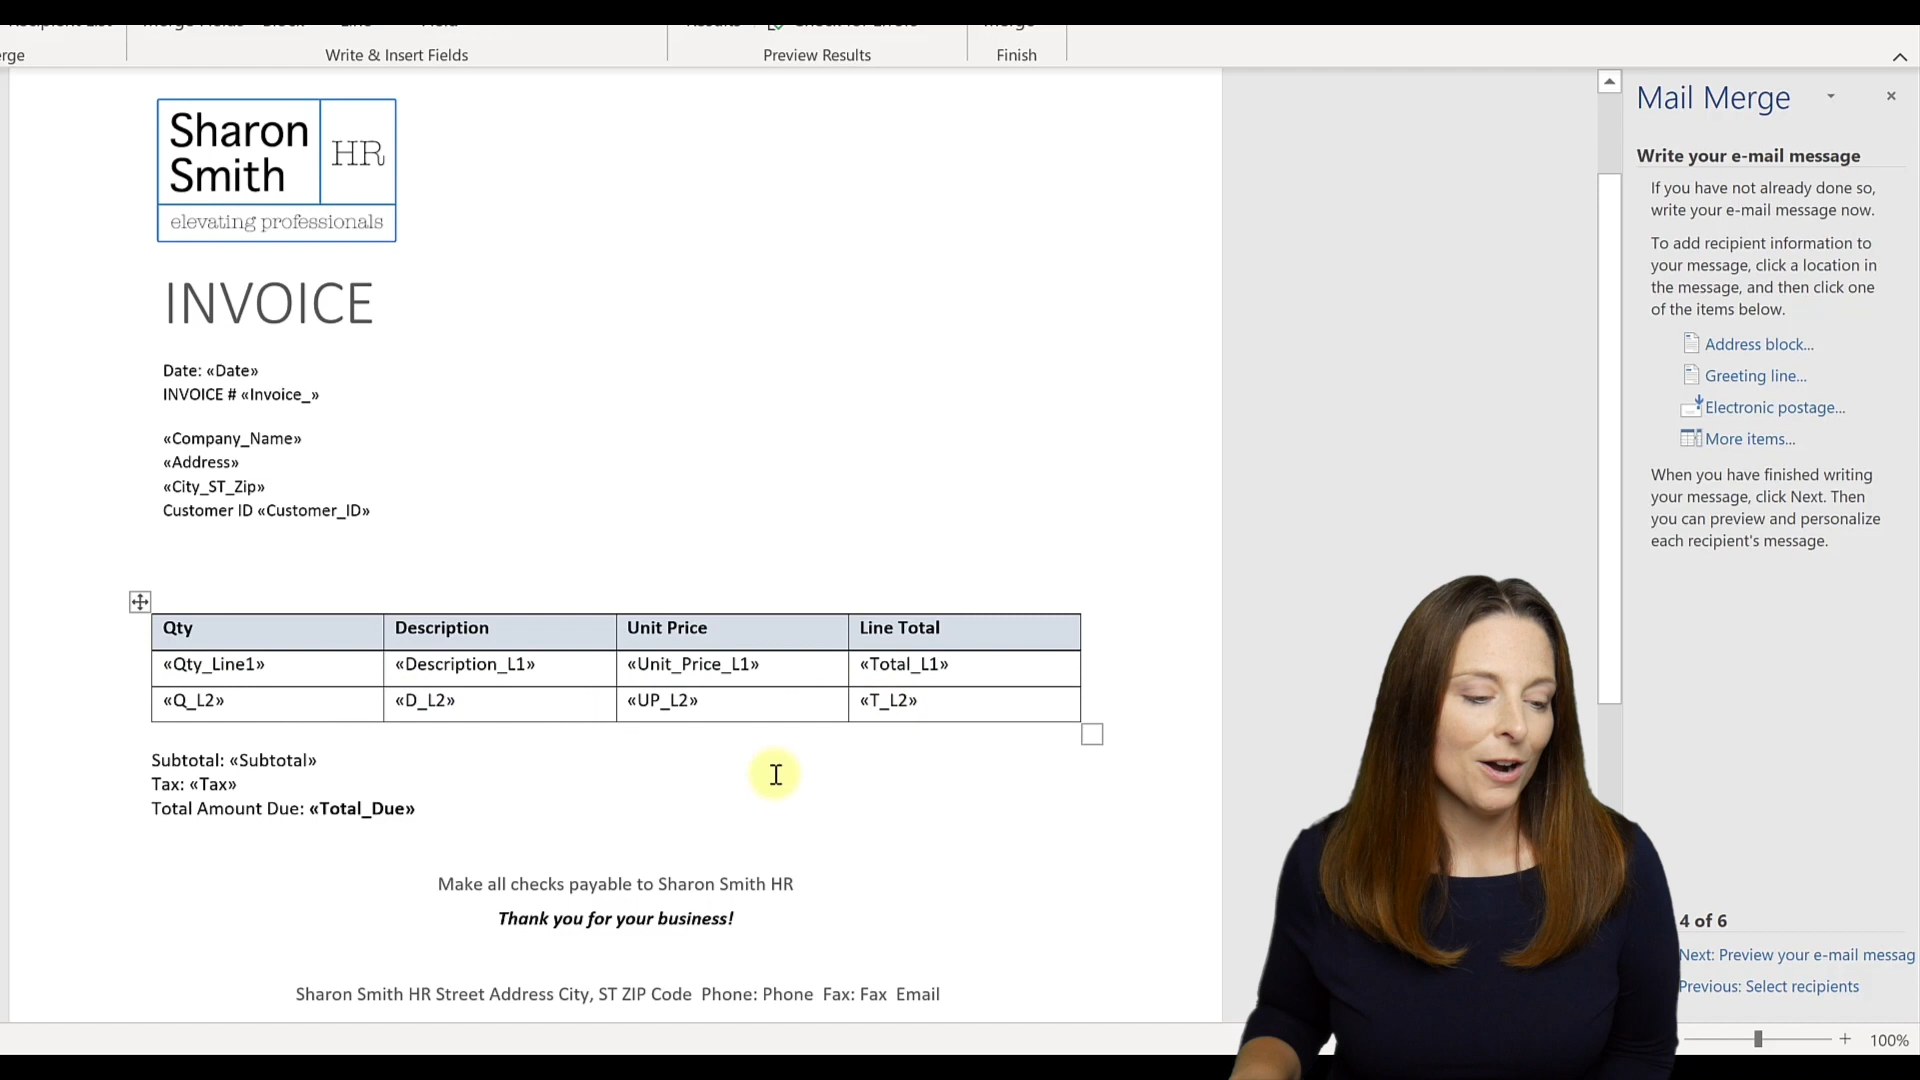 Write & Insert Fields
Preview Results
Finish
Sharon
Smith
HR
elevating professionals
INVOICE
Date: «Date»
INVOICE # «Invoice_»
«Company_Name»
«Address»
«City_ST_Zip»
Customer ID «Customer_ID»
Qty Description Unit Price Line Total
«Qty_Line1» «Description_L1» «Unit_Price_L1» «Total_L1»
«Q_L2» «D_L2» «UP_L2» «T_L2»
Subtotal: «Subtotal»
Tax: «Tax»
Total Amount Due: «Total_Due»
Make all checks payable to Sharon Smith HR
Thank you for your business!
Sharon Smith HR Street Address City, ST ZIP Code Phone: Phone Fax: Fax Email
Mail Merge
Write your e-mail message
If you have not already done so,
write your e-mail message now.
To add recipient information to
your message, click a location in
the message, and then click one
of the items below.
Address block...
Greeting line...
Electronic postage...
More items...
When you have finished writing
your message, click Next. Then
you can preview and personalize
each recipient's message.
4 of 6
Next: Preview your e-mail messag
Previous: Select recipients
100%